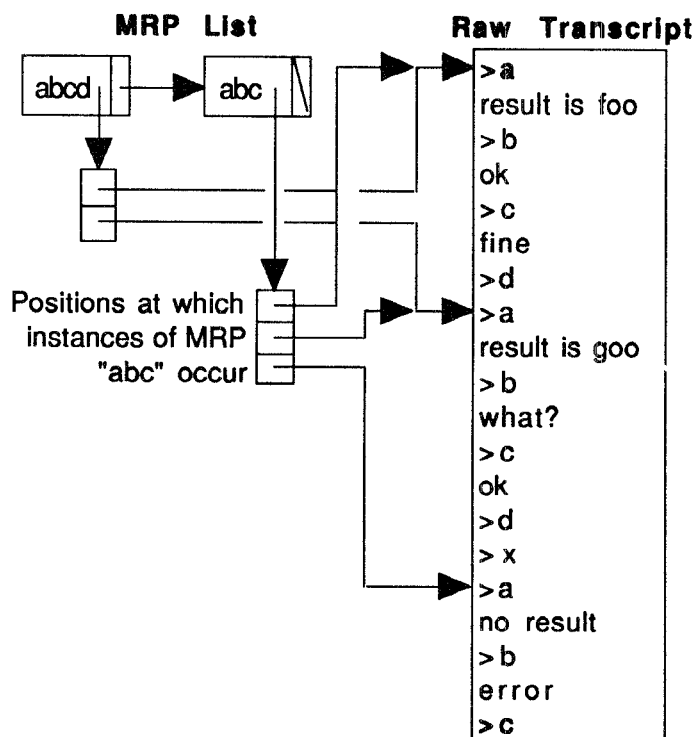 MRP List
abcd
abc
Positions at which
instances of MRP
"abc" occur
Raw Transcript
>a
result is foo
>b
ok
>c
fine
>d
>a
result is goo
>b
what?
>c
ok
>d
>x
>a
no result
>b
error
>c